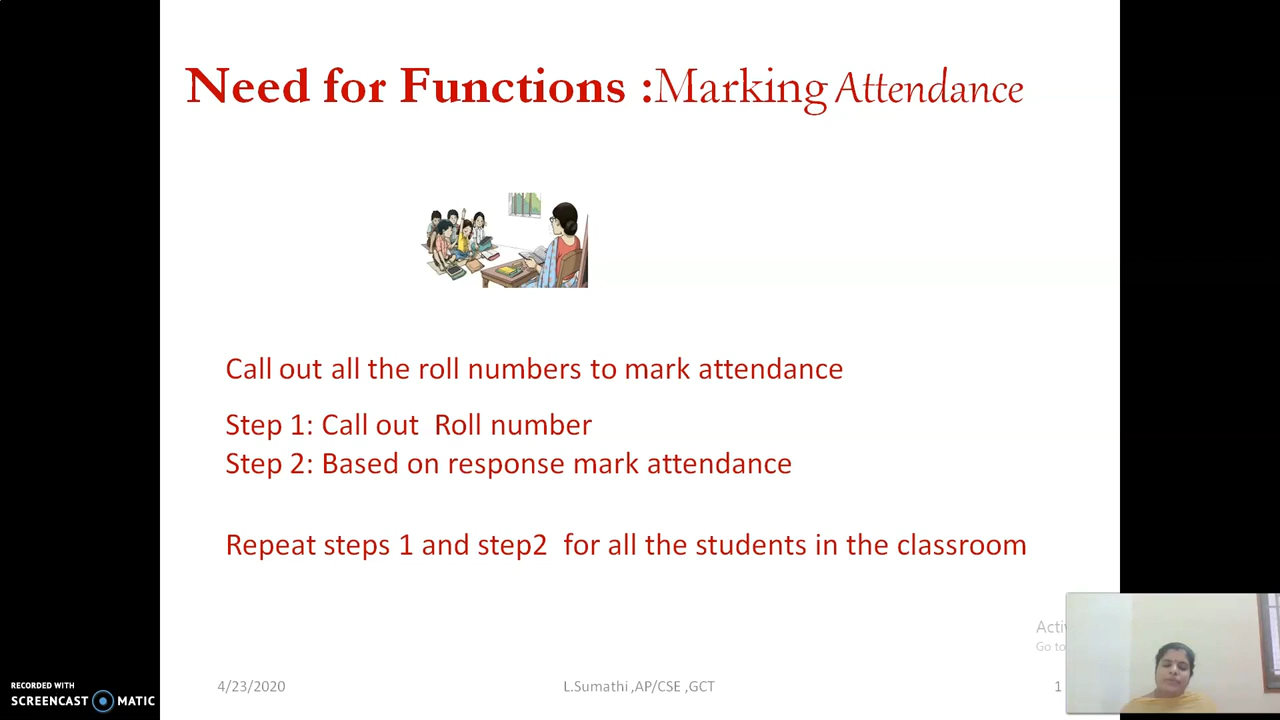 Need for Functions :Marking Attendance
Call out all the roll numbers to mark attendance
Step 1: Call out Roll number
Step 2: Based on response mark attendance
Repeat steps 1 and step2 for all the students in the classroom
Go to
4/23/2020
L.Sumathi ,AP/CSE ,GCT
1
RECORDED WITH
SCREENCAST MATIC